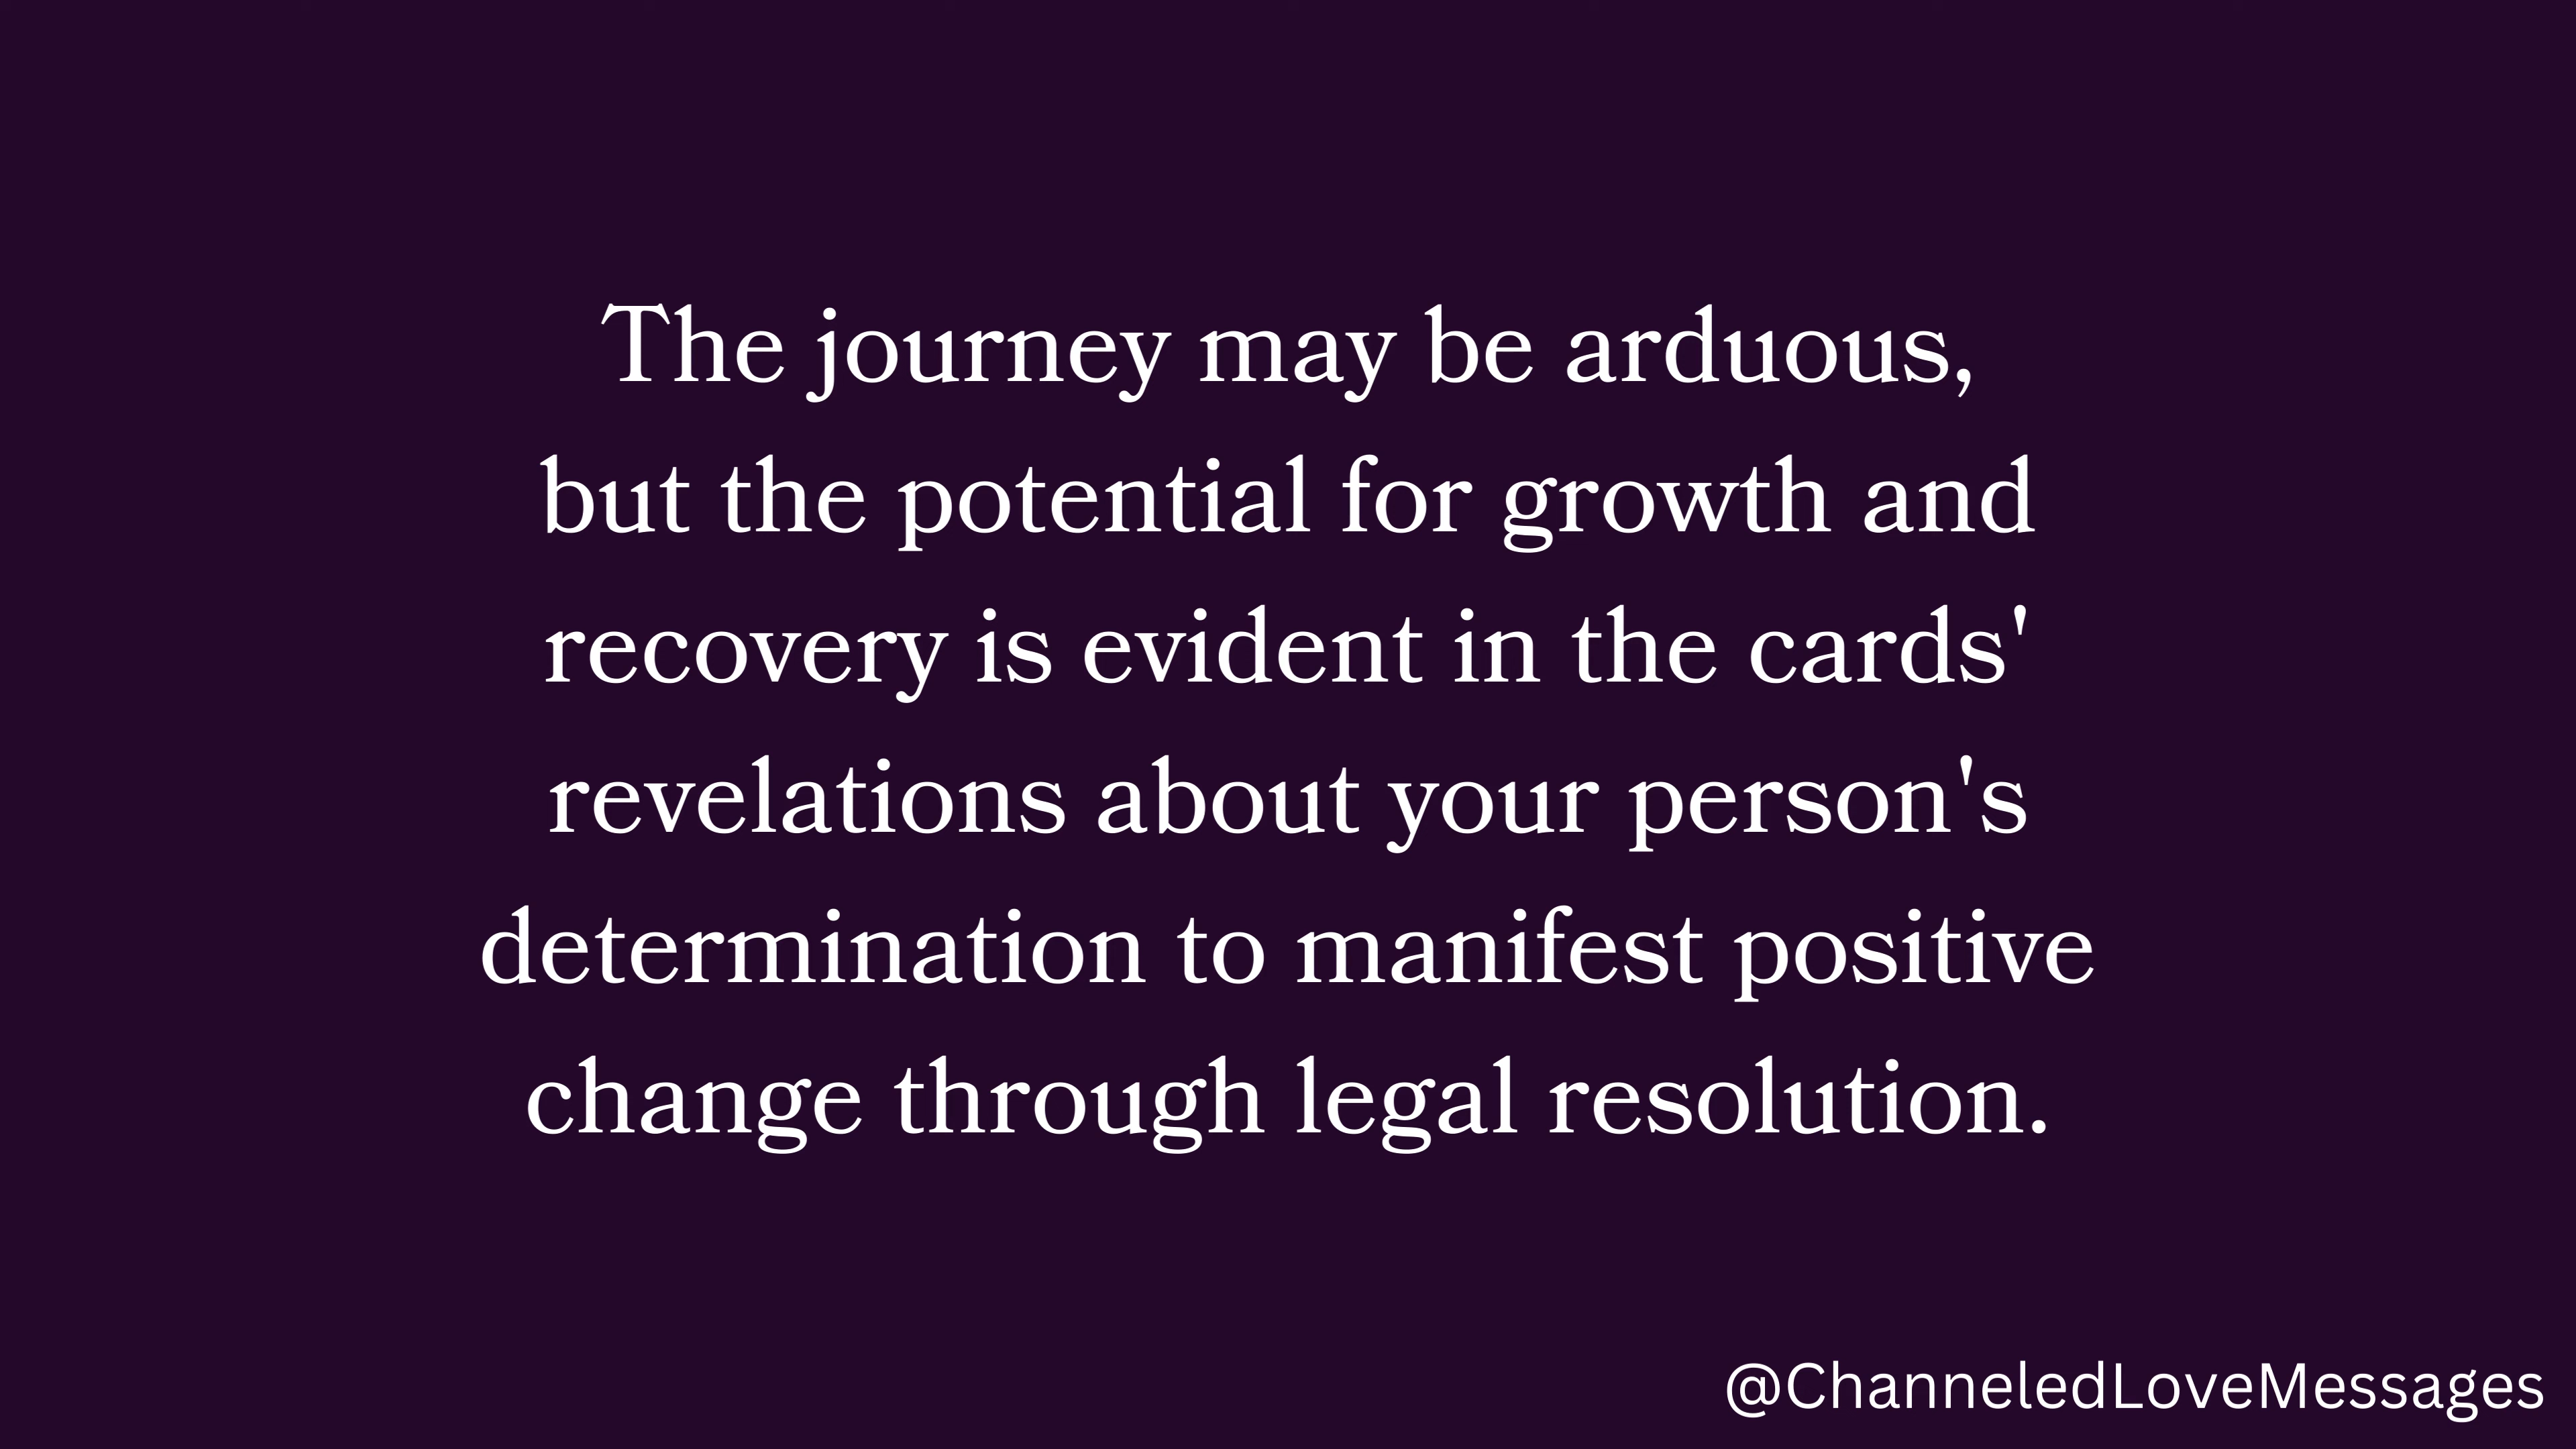 The journey may be arduous,
but the potential for growth and
recovery is evident in the cards'
revelations about your person's
determination to manifest positive
change through legal resolution.
@ChanneledLoveMessages